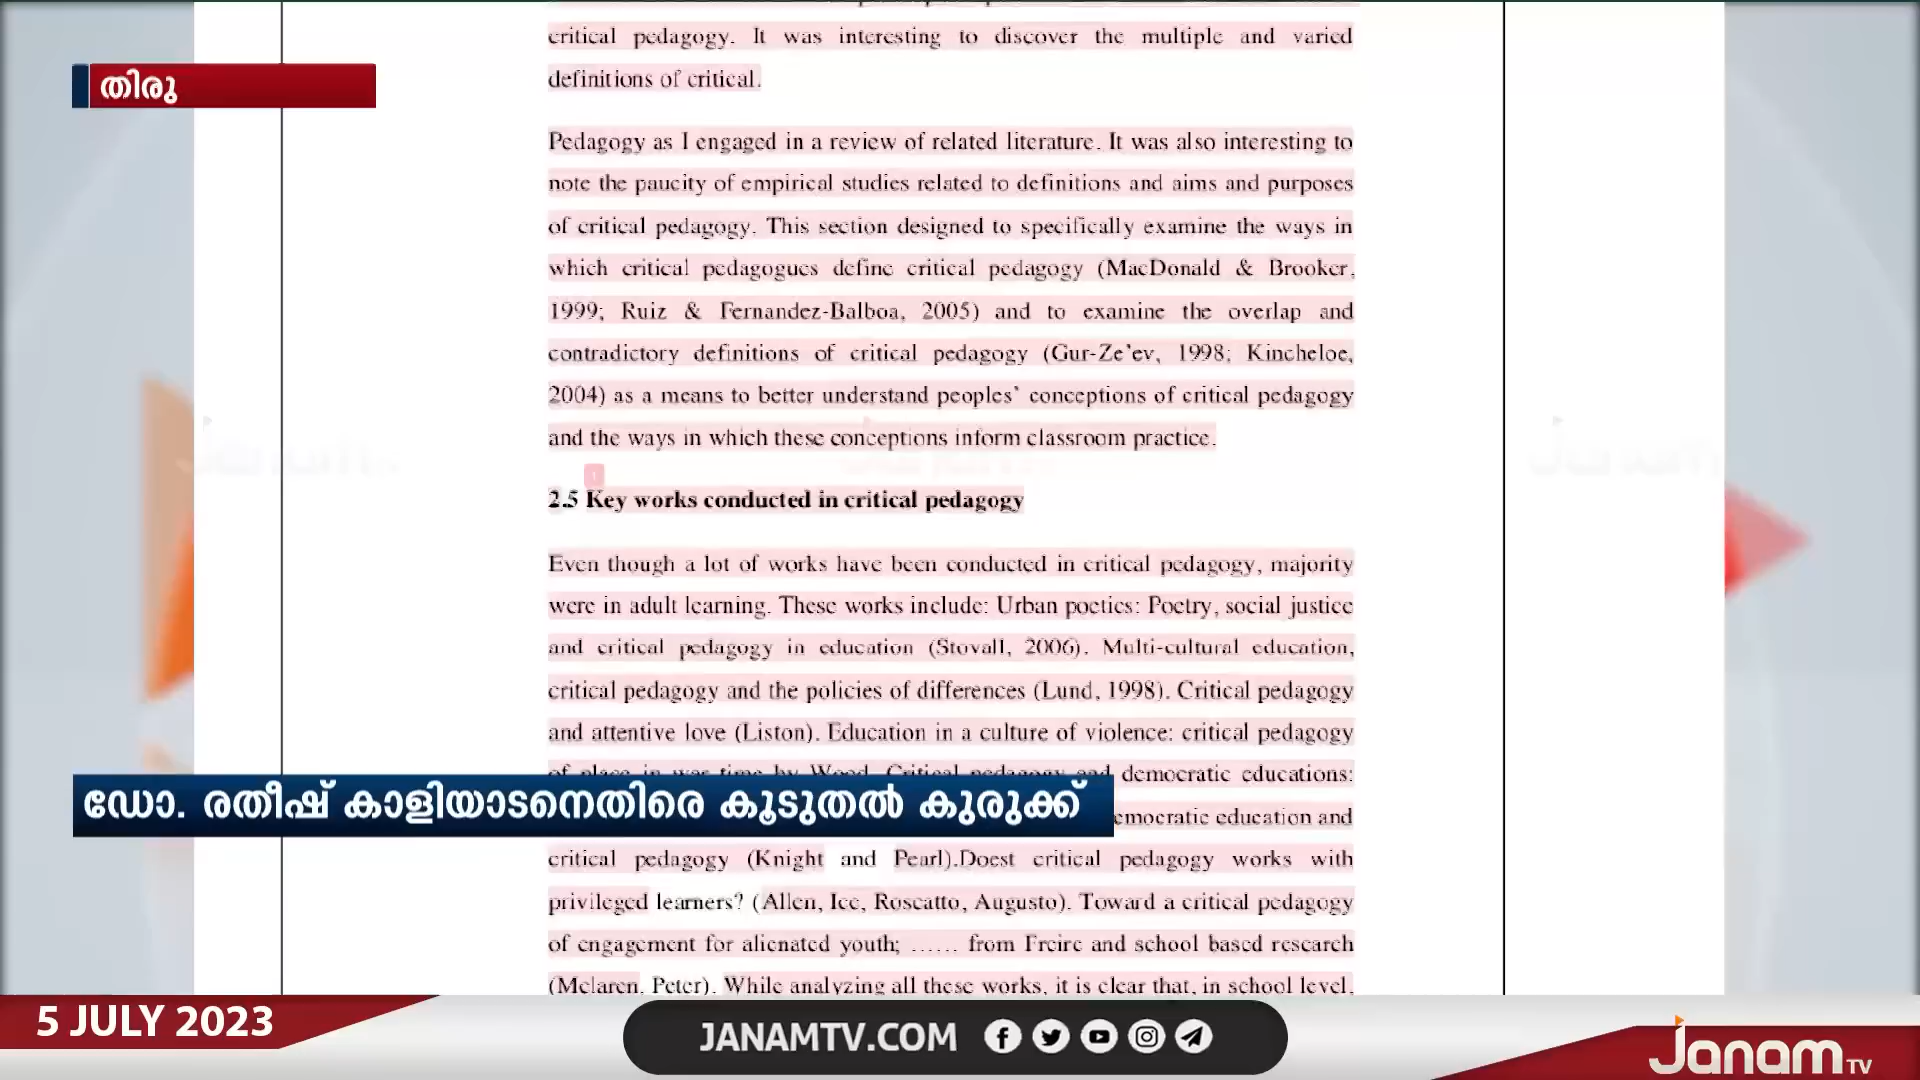 critical pedagogy. It was interesting to discover the multiple and varied
definitions of critical.
തിരു
Pedagogy as I engaged in a review of related literature. It was also interesting to
note the paucity of empirical studies related to definitions and aims and purposes
of critical pedagogy. This section designed to specifically examine the ways in
which critical pedagogues define critical pedagogy (MacDonald & Brooker,
1999; Ruiz & Fernandez-Balboa, 2005) and to examine the overlap and
contradictory definitions of critical pedagogy (Gur-Ze'ev, 1998; Kincheloe,
2004) as a means to better understand peoples' conceptions of critical pedagogy
and the ways in which these conceptions inform classroom practice.
1
2.5 Key works conducted in critical pedagogy
Even though a lot of works have been conducted in critical pedagogy, majority
were in adult learning. These works include: Urban poetics: Poetry, social justice
and critical pedagogy in education (Stovall, 2006). Multi-cultural education,
critical pedagogy and the policies of differences (Lund, 1998). Critical pedagogy
and attentive love (Liston). Education in a culture of violence: critical pedagogy
of place in war time by Wood. Critical pedagogy and democratic educations:
ഡോ. രതീഷ് കാളിയാടനെതിരെ കൂടുതൽ കുരുക്ക്
emocratic education and
critical pedagogy (Knight and Pearl).Doest critical pedagogy works with
privileged learners? (Allen, Ice, Roscatto, Augusto). Toward a critical pedagogy
of engagement for alienated youth; ...... from Freire and school based research
(Mclaren, Peter). While analyzing all these works, it is clear that, in school level,
5 JULY 2023
JANAMTV.COM
Janam TV